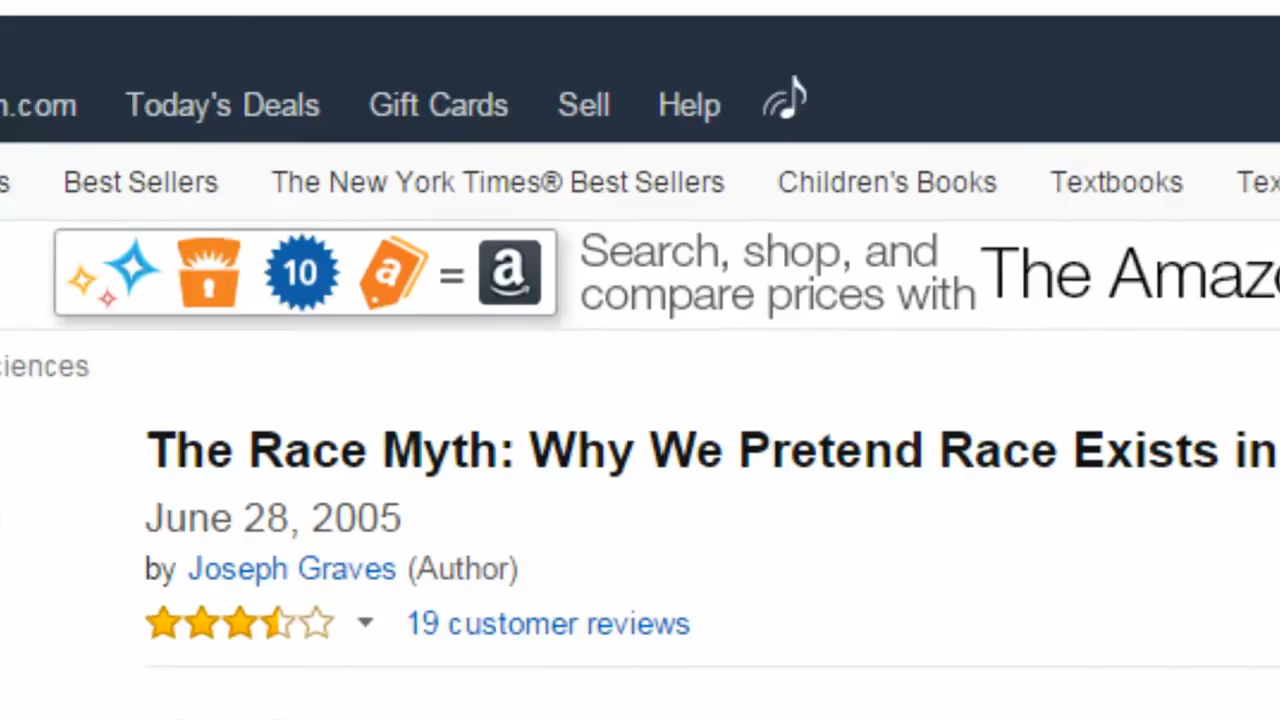 .com Today's Deals Gift Cards Sell Help
Best Sellers The New York Times® Best Sellers Children's Books Textbooks Tex
10 a = a Search, shop, and
compare prices with The Amaz
ciences
The Race Myth: Why We Pretend Race Exists in
June 28, 2005
by Joseph Graves (Author)
19 customer reviews